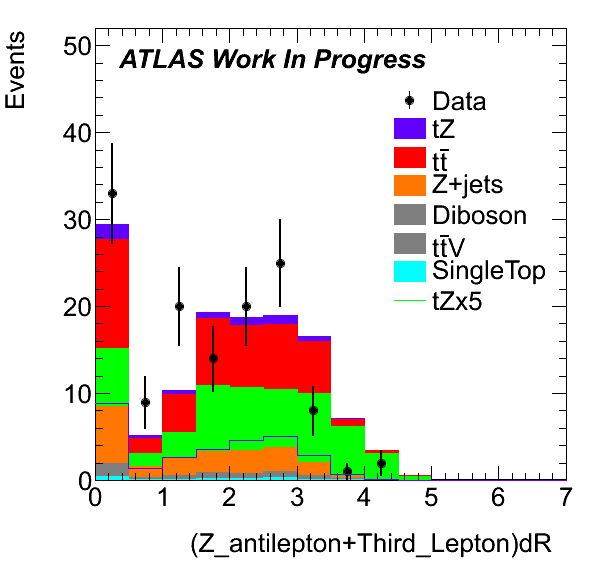 Events
50
40
30
20
10
0
ATLAS Work In Progress
Data
tZ
tt̄
Z+jets
Diboson
tt̄V
SingleTop
tZx5
0 1 2 3 4 5 6 7
(Z_antilepton+Third_Lepton)dR